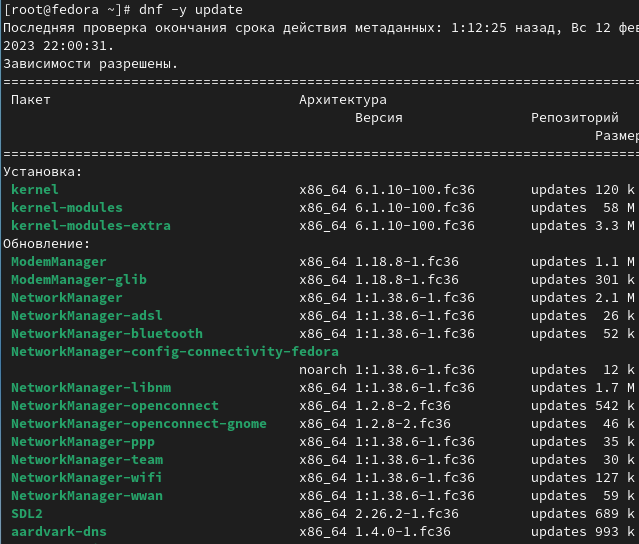 [root@fedora ~]# dnf -y update
Последняя проверка окончания срока действия метаданных: 1:12:25 назад, Вс 12 фев
2023 22:00:31.
Зависимости разрешены.
================================================================================
Пакет Архитектура
Версия Репозиторий
Размер
================================================================================
Установка:
kernel x86_64 6.1.10-100.fc36 updates 120 k
kernel-modules x86_64 6.1.10-100.fc36 updates 58 M
kernel-modules-extra x86_64 6.1.10-100.fc36 updates 3.3 M
Обновление:
ModemManager x86_64 1.18.8-1.fc36 updates 1.1 M
ModemManager-glib x86_64 1.18.8-1.fc36 updates 301 k
NetworkManager x86_64 1:1.38.6-1.fc36 updates 2.1 M
NetworkManager-adsl x86_64 1:1.38.6-1.fc36 updates 26 k
NetworkManager-bluetooth x86_64 1:1.38.6-1.fc36 updates 52 k
NetworkManager-config-connectivity-fedora
noarch 1:1.38.6-1.fc36 updates 12 k
NetworkManager-libnm x86_64 1:1.38.6-1.fc36 updates 1.7 M
NetworkManager-openconnect x86_64 1.2.8-2.fc36 updates 542 k
NetworkManager-openconnect-gnome x86_64 1.2.8-2.fc36 updates 46 k
NetworkManager-ppp x86_64 1:1.38.6-1.fc36 updates 35 k
NetworkManager-team x86_64 1:1.38.6-1.fc36 updates 30 k
NetworkManager-wifi x86_64 1:1.38.6-1.fc36 updates 127 k
NetworkManager-wwan x86_64 1:1.38.6-1.fc36 updates 59 k
SDL2 x86_64 2.26.2-1.fc36 updates 689 k
aardvark-dns x86_64 1.4.0-1.fc36 updates 993 k